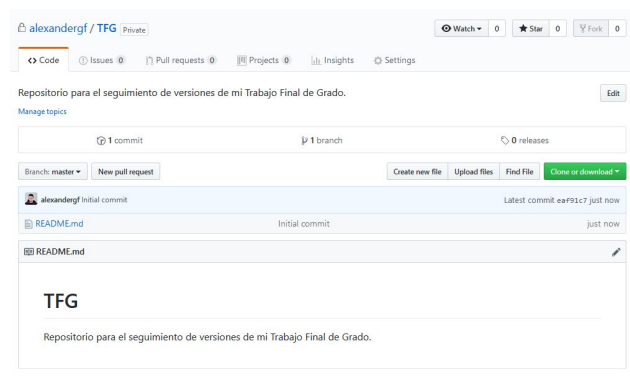 alexandergf / TFG Private
Watch 0 Star 0 Fork 0
Code Issues 0 Pull requests 0 Projects 0 Insights Settings
Repositorio para el seguimiento de versiones de mi Trabajo Final de Grado. Edit
Manage topics
1 commit 1 branch 0 releases
Branch: master New pull request Create new file Upload files Find File Clone or download
alexandergf Initial commit Latest commit eaf91c7 just now
README.md Initial commit just now
README.md
TFG
Repositorio para el seguimiento de versiones de mi Trabajo Final de Grado.